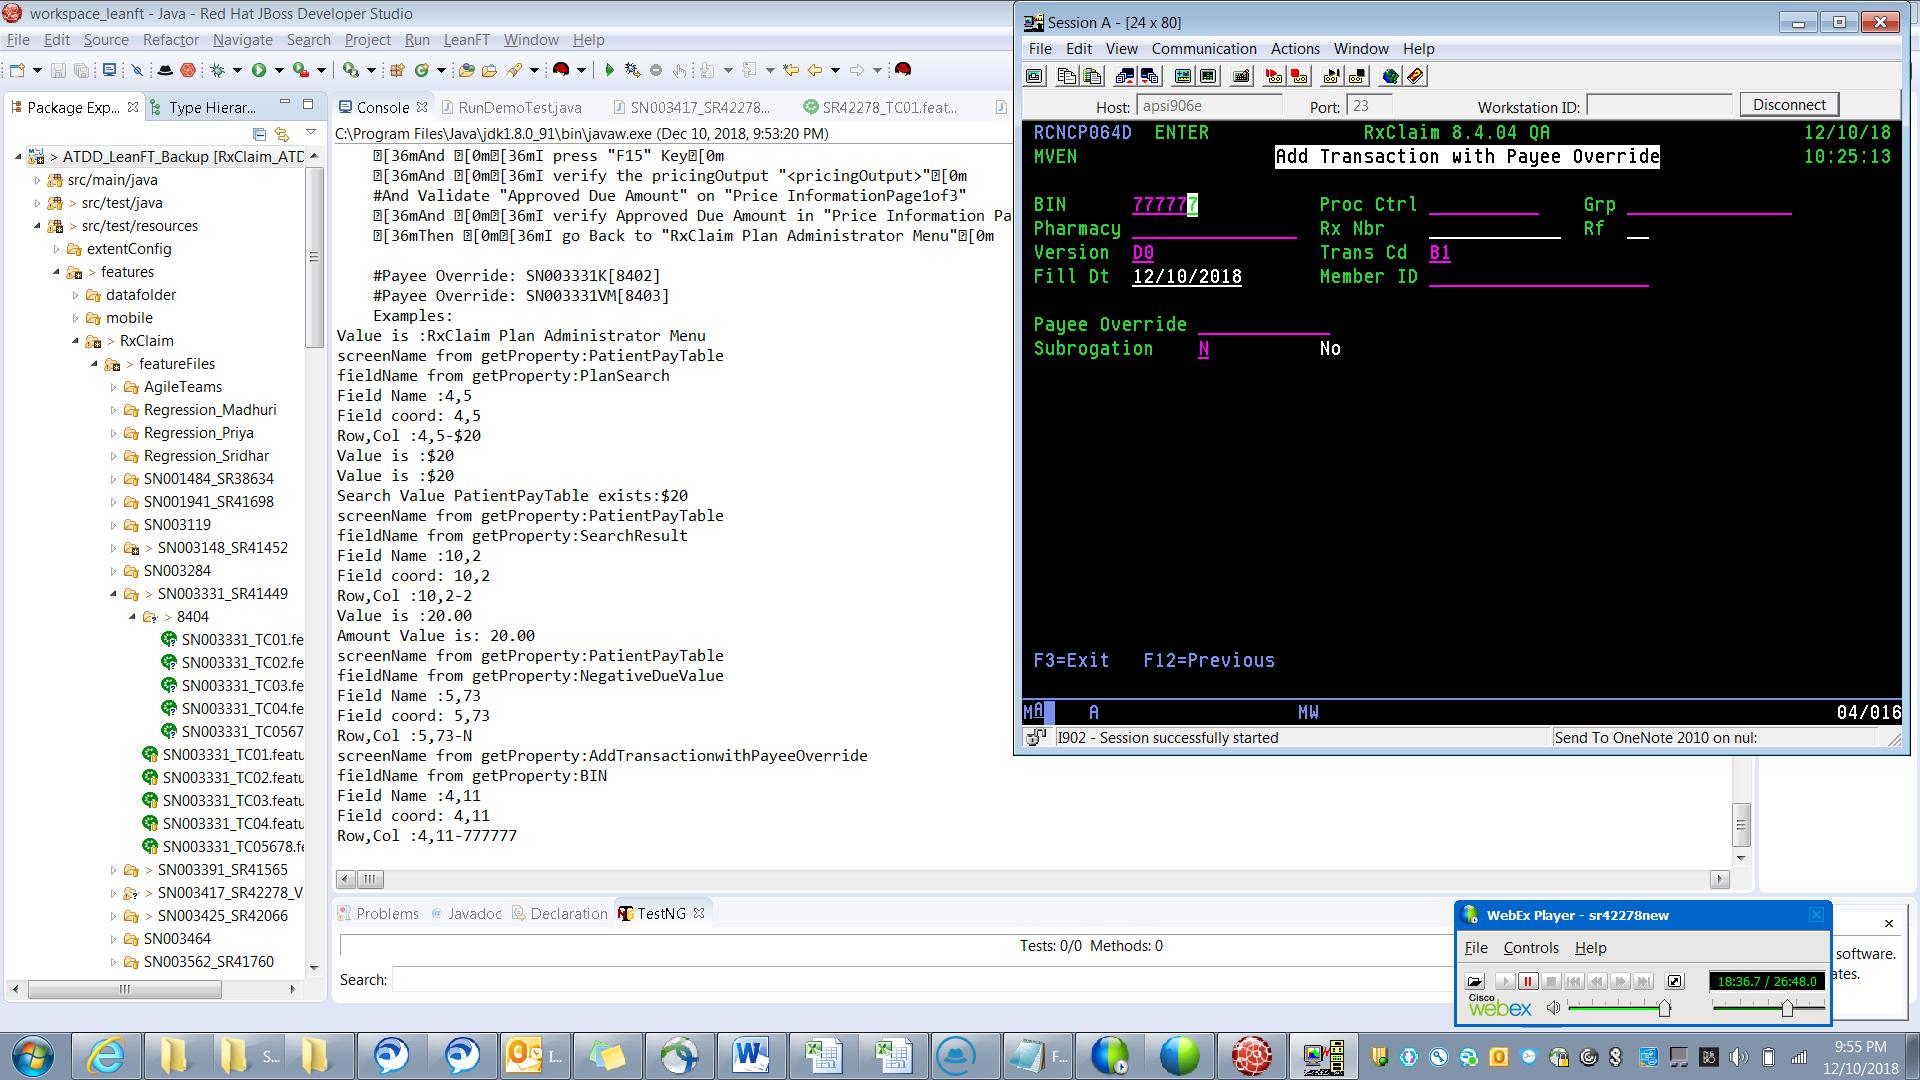 workspace_leanft - Java - Red Hat JBoss Developer Studio
File Edit Source Refactor Navigate Search Project Run LeanFT Window Help
Package Exp... Type Hierar...
> ATDD_LeanFT_Backup [RxClaim_ATD
src/main/java
> src/test/java
> src/test/resources
extentConfig
> features
datafolder
mobile
> RxClaim
> featureFiles
AgileTeams
Regression_Madhuri
Regression_Priya
Regression_Sridhar
SN001484_SR38634
SN001941_SR41698
SN003119
> SN003148_SR41452
SN003284
> SN003331_SR41449
> 8404
SN003331_TC01.fe
SN003331_TC02.fe
SN003331_TC03.fe
SN003331_TC04.fe
SN003331_TC0567
SN003331_TC01.featu
SN003331_TC02.featu
SN003331_TC03.featu
SN003331_TC04.featu
SN003331_TC05678.fe
> SN003391_SR41565
> SN003417_SR42278_V
> SN003425_SR42066
SN003464
> SN003562_SR41760
Console RunDemoTest.java SN003417_SR42278... SR42278_TC01.feat...
C:\Program Files\Java\jdk1.8.0_91\bin\javaw.exe (Dec 10, 2018, 9:53:20 PM)
[36mAnd [0m[36mI press "F15" Key[0m
[36mAnd [0m[36mI verify the pricingOutput "<pricingOutput>"[0m
#And Validate "Approved Due Amount" on "Price InformationPage1of3"
[36mAnd [0m[36mI verify Approved Due Amount in "Price Information Pa
[36mThen [0m[36mI go Back to "RxClaim Plan Administrator Menu"[0m
#Payee Override: SN003331K[8402]
#Payee Override: SN003331VM[8403]
Examples:
Value is :RxClaim Plan Administrator Menu
screenName from getProperty:PatientPayTable
fieldName from getProperty:PlanSearch
Field Name :4,5
Field coord: 4,5
Row,Col :4,5-$20
Value is :$20
Value is :$20
Search Value PatientPayTable exists:$20
screenName from getProperty:PatientPayTable
fieldName from getProperty:SearchResult
Field Name :10,2
Field coord: 10,2
Row,Col :10,2-2
Value is :20.00
Amount Value is: 20.00
screenName from getProperty:PatientPayTable
fieldName from getProperty:NegativeDueValue
Field Name :5,73
Field coord: 5,73
Row,Col :5,73-N
screenName from getProperty:AddTransactionwithPayeeOverride
fieldName from getProperty:BIN
Field Name :4,11
Field coord: 4,11
Row,Col :4,11-777777
Problems Javadoc Declaration TestNG
Tests: 0/0 Methods: 0
Search:
Session A - [24 x 80]
File Edit View Communication Actions Window Help
Host: apsi906e Port: 23 Workstation ID: Disconnect
RCNCP064D ENTER RxClaim 8.4.04 QA 12/10/18
MVEN Add Transaction with Payee Override 10:25:13
BIN 777777 Proc Ctrl Grp
Pharmacy Rx Nbr Rf
Version D0 Trans Cd B1
Fill Dt 12/10/2018 Member ID
Payee Override
Subrogation N No
F3=Exit F12=Previous
MA A MW 04/016
I902 - Session successfully started Send To OneNote 2010 on nul:
WebEx Player - sr42278new
File Controls Help
18:36.7 / 26:48.0
Cisco webex
software.
ates.
S...
I...
F...
9:55 PM
12/10/2018